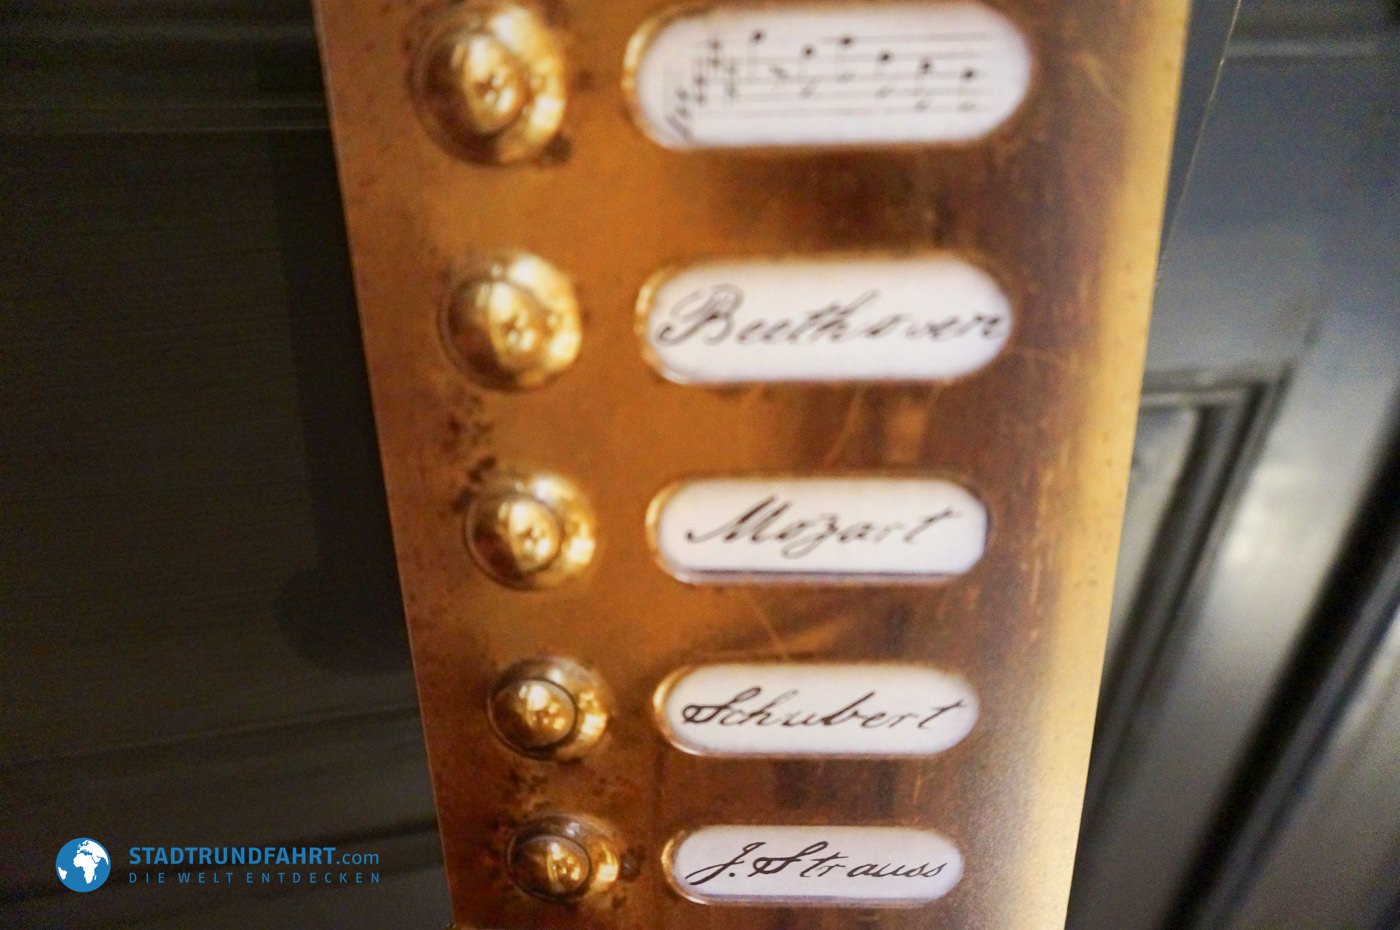 Beethoven
Mozart
Schubert
J. Strauss
STADTRUNDFAHRT.com
DIE WELT ENTDECKEN